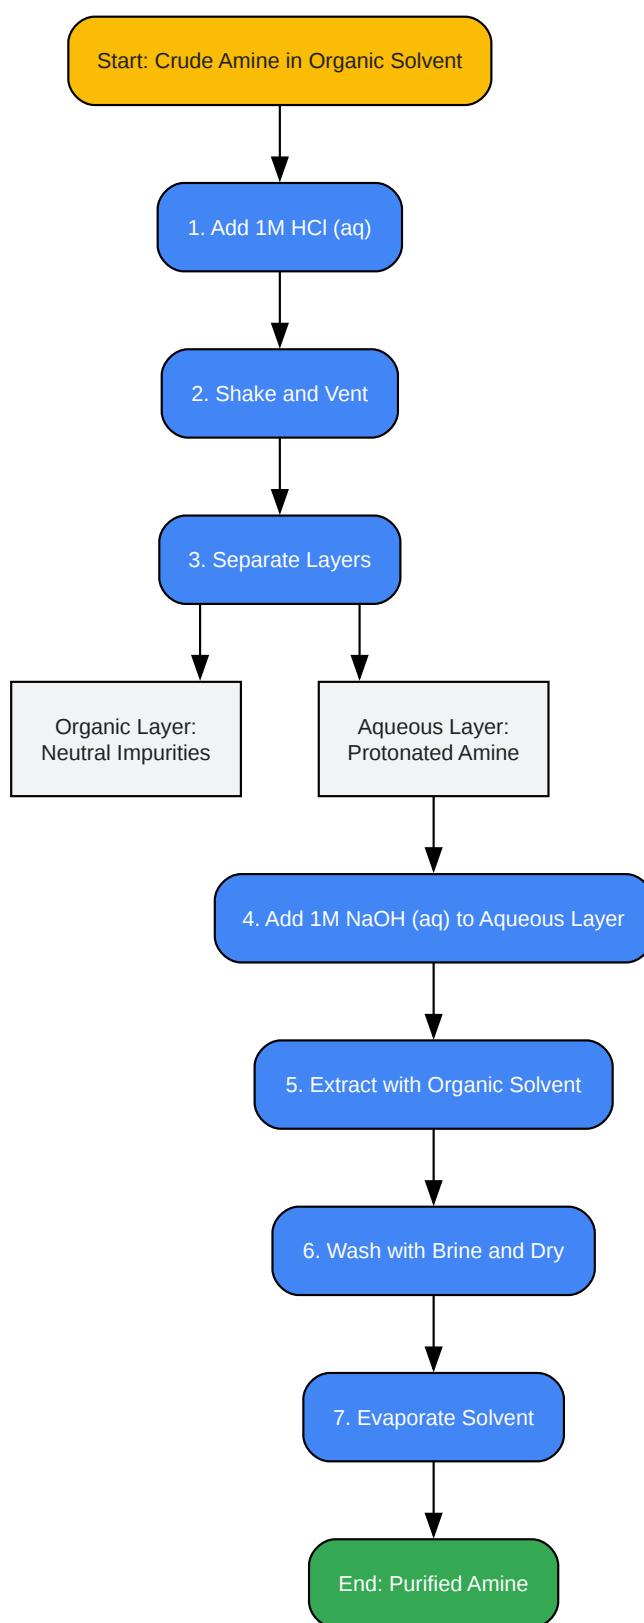 Start: Crude Amine in Organic Solvent
1. Add 1M HCl (aq)
2. Shake and Vent
3. Separate Layers
Organic Layer:
Neutral Impurities
Aqueous Layer:
Protonated Amine
4. Add 1M NaOH (aq) to Aqueous Layer
5. Extract with Organic Solvent
6. Wash with Brine and Dry
7. Evaporate Solvent
End: Purified Amine